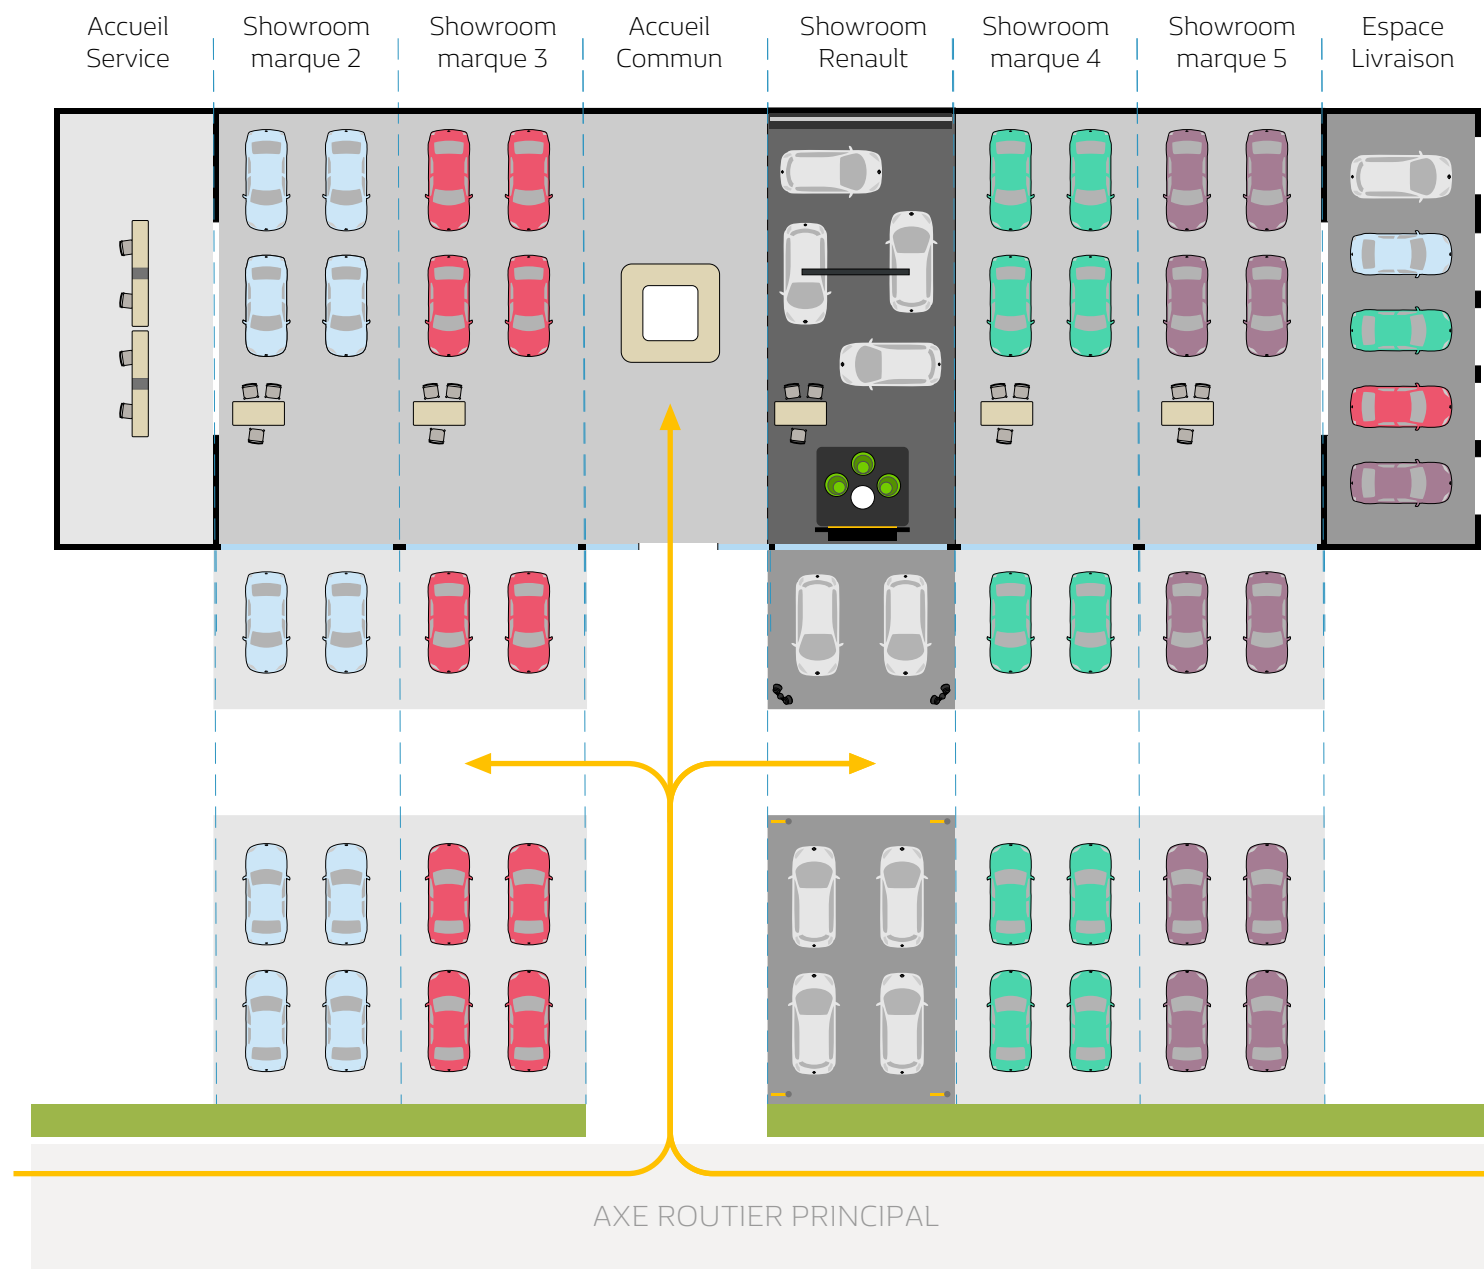 Accueil
Service
Showroom
marque 2
Showroom
marque 3
Accueil
Commun
Showroom
Renault
Showroom
marque 4
Showroom
marque 5
Espace
Livraison
AXE ROUTIER PRINCIPAL